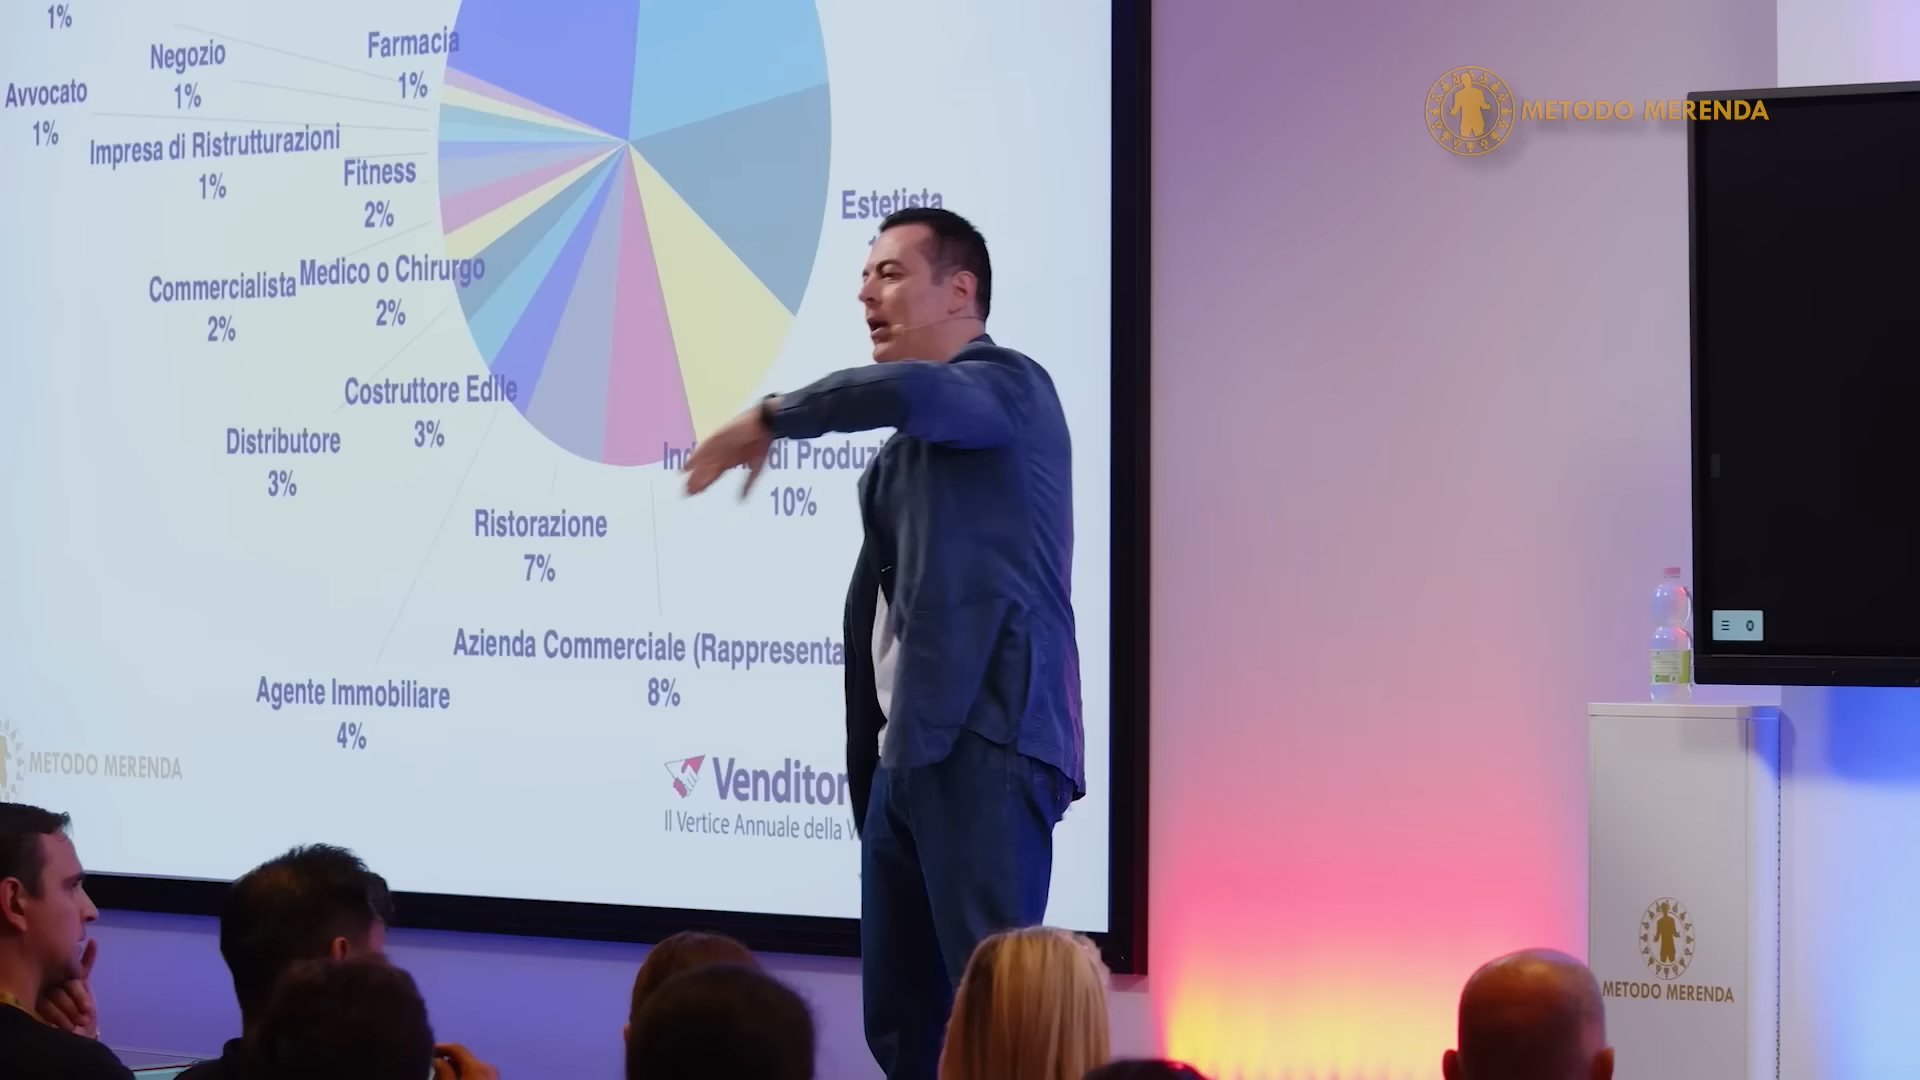 1%
Negozio
1%
Farmacia
1%
Avvocato
1%
Impresa di Ristrutturazioni
1%
Fitness
2%
Commercialista
2%
Medico o Chirurgo
2%
Estetista
Costruttore Edile
3%
Distributore
3%
di Produzi
10%
Ristorazione
7%
Azienda Commerciale (Rappresenta
8%
Agente Immobiliare
4%
Venditor
Il Vertice Annuale della V
METODO MERENDA
METODO MERENDA
METODO MERENDA